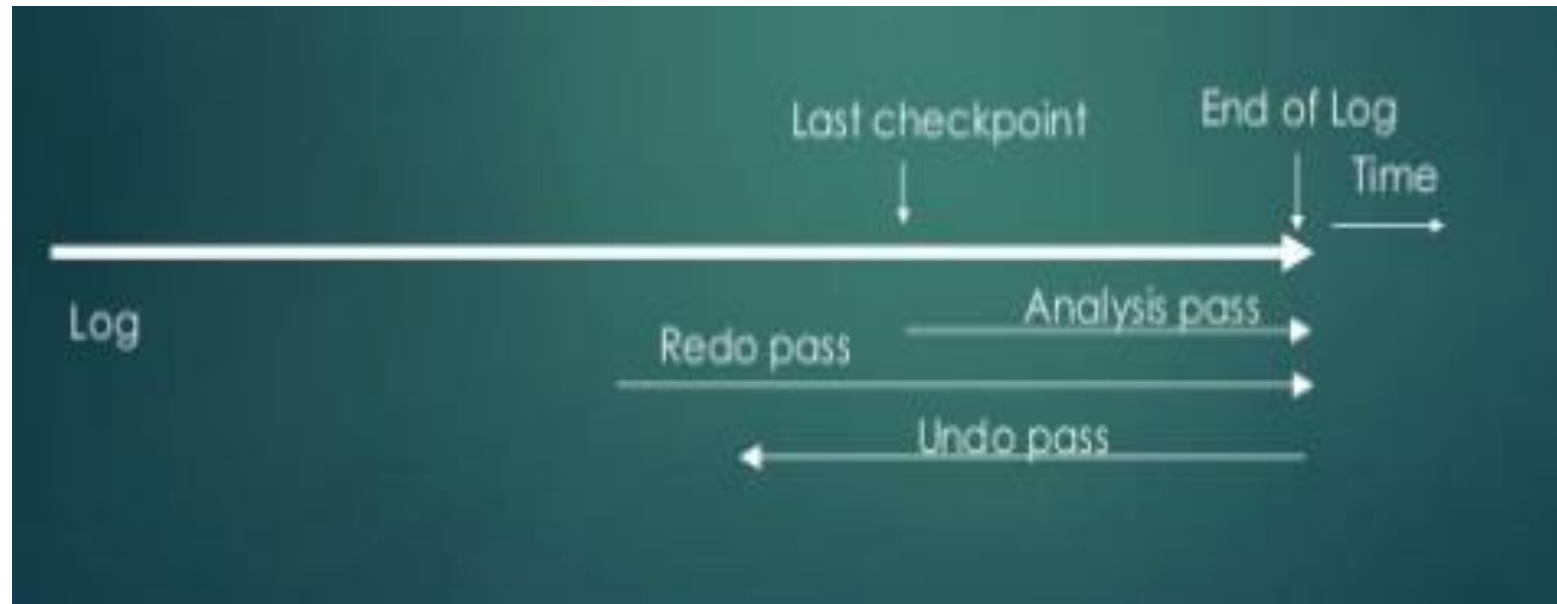 Last checkpoint
End of Log
Time
Log
Analysis pass
Redo pass
Undo pass